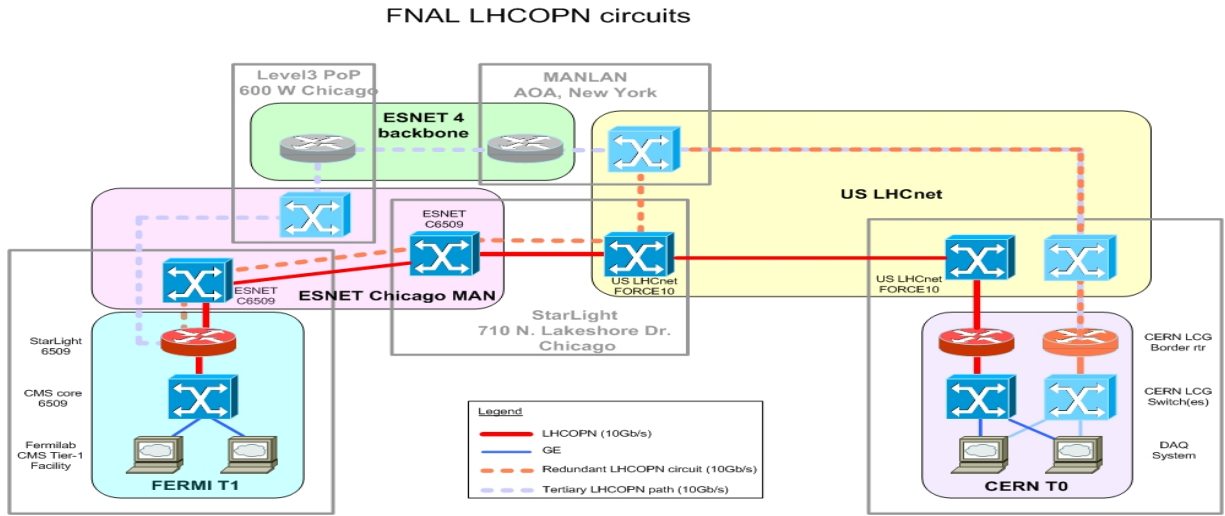 FNAL LHCOPN circuits
Level3 PoP
600 W Chicago
MANLAN
AOA, New York
ESNET 4
backbone
US LHCnet
ESNET
C6509
ESNET
C6509
ESNET Chicago MAN
US LHCnet
FORCE10
US LHCnet
FORCE10
StarLight
710 N. Lakeshore Dr.
Chicago
StarLight
6509
CMS core
6509
Fermilab
CMS Tier-1
Facility
FERMI T1
CERN LCG
Border rtr
CERN LCG
Switch(es)
DAQ
System
CERN T0
Legend
LHCOPN (10Gb/s)
GE
Redundant LHCOPN circuit (10Gb/s)
Tertiary LHCOPN path (10Gb/s)